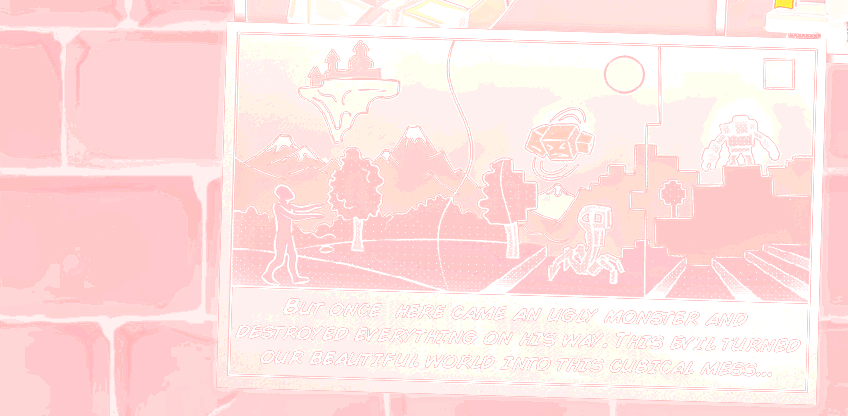 BUT ONCE HERE CAME AN UGLY MONSTER AND
DESTROYED EVERYTHING ON HIS WAY. THIS EVIL TURNED
OUR BEAUTIFUL WORLD INTO THIS CUBICAL MESS...